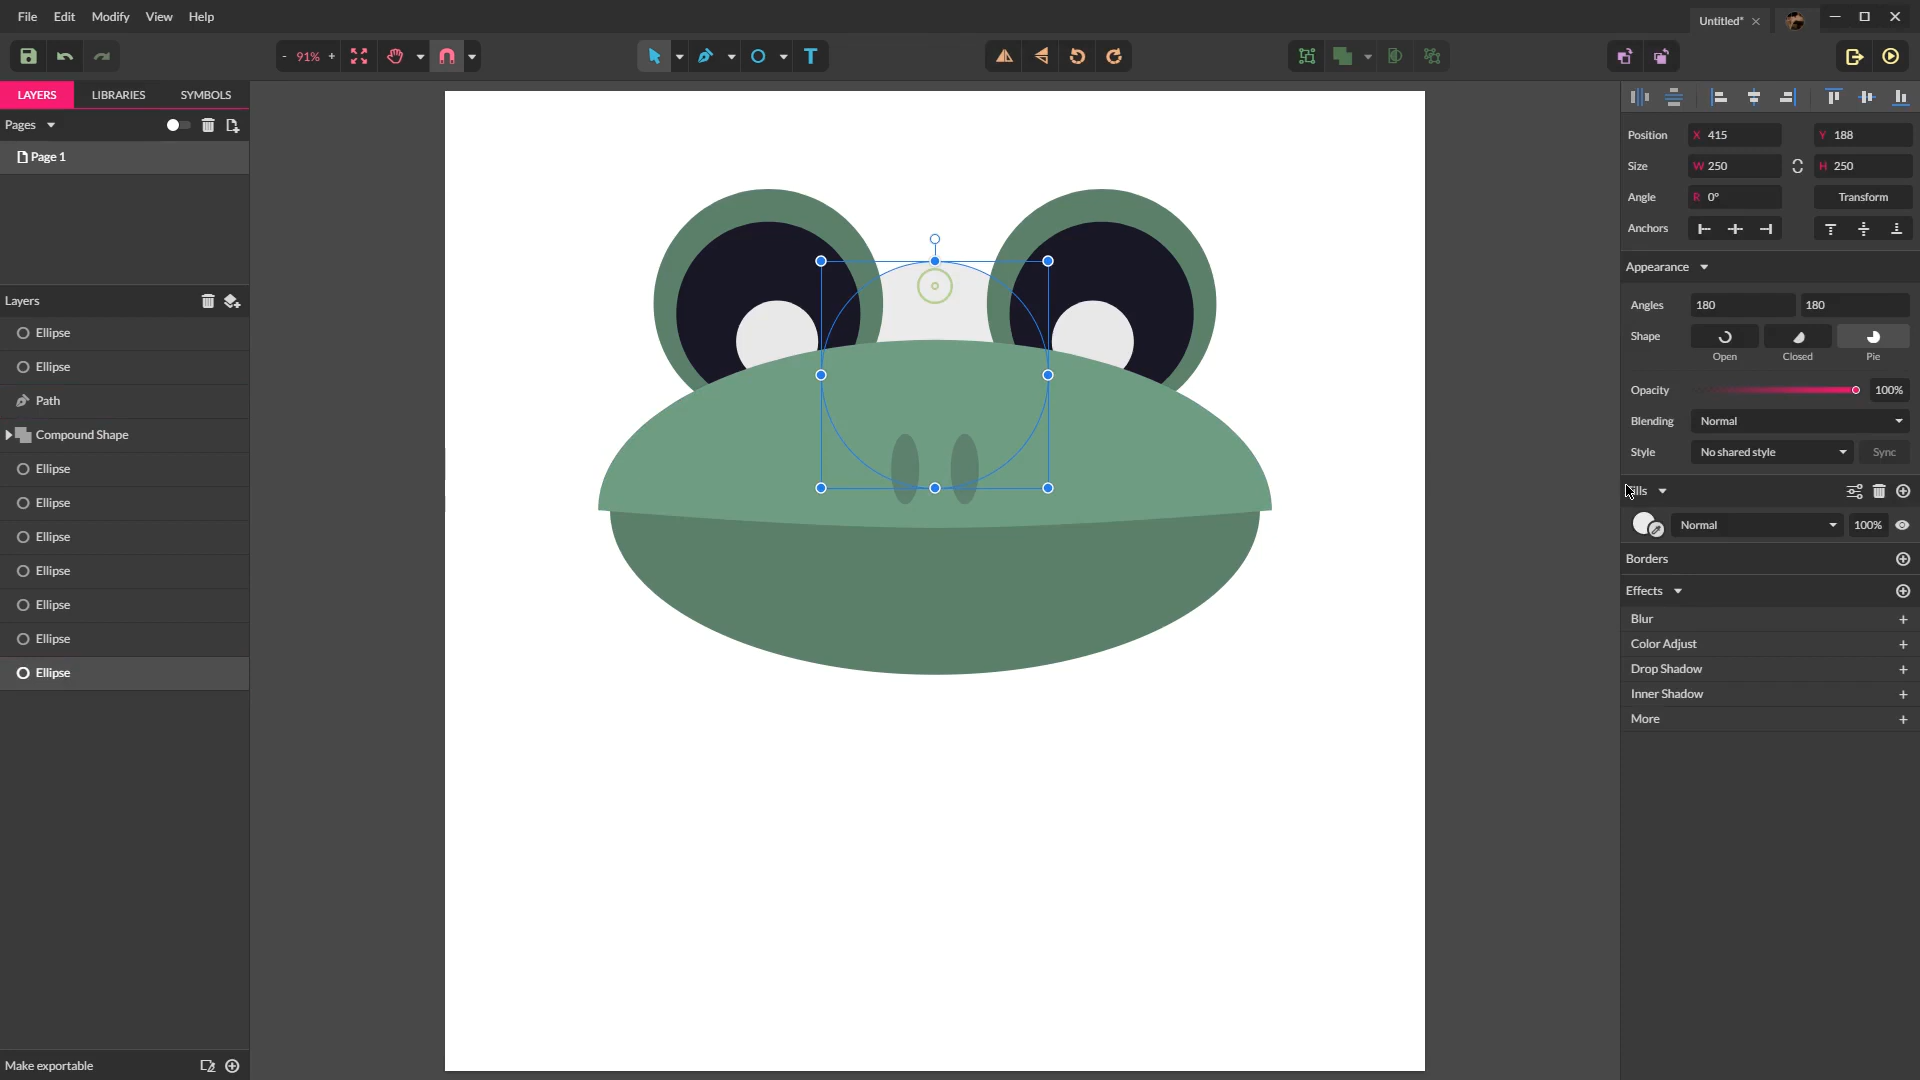 File Edit Modify View Help
Untitled*
- 91% +
T
LAYERS LIBRARIES SYMBOLS
Pages
Page 1
Layers
Ellipse
Ellipse
Path
Compound Shape
Ellipse
Ellipse
Ellipse
Ellipse
Ellipse
Ellipse
Ellipse
Make exportable
Position X 415 Y 188
Size W 250 H 250
Angle R 0° Transform
Anchors
Appearance
Angles 180 180
Shape
Open Closed Pie
Opacity 100%
Blending Normal
Style No shared style Sync
Fills
Normal 100%
Borders
Effects
Blur +
Color Adjust +
Drop Shadow +
Inner Shadow +
More +